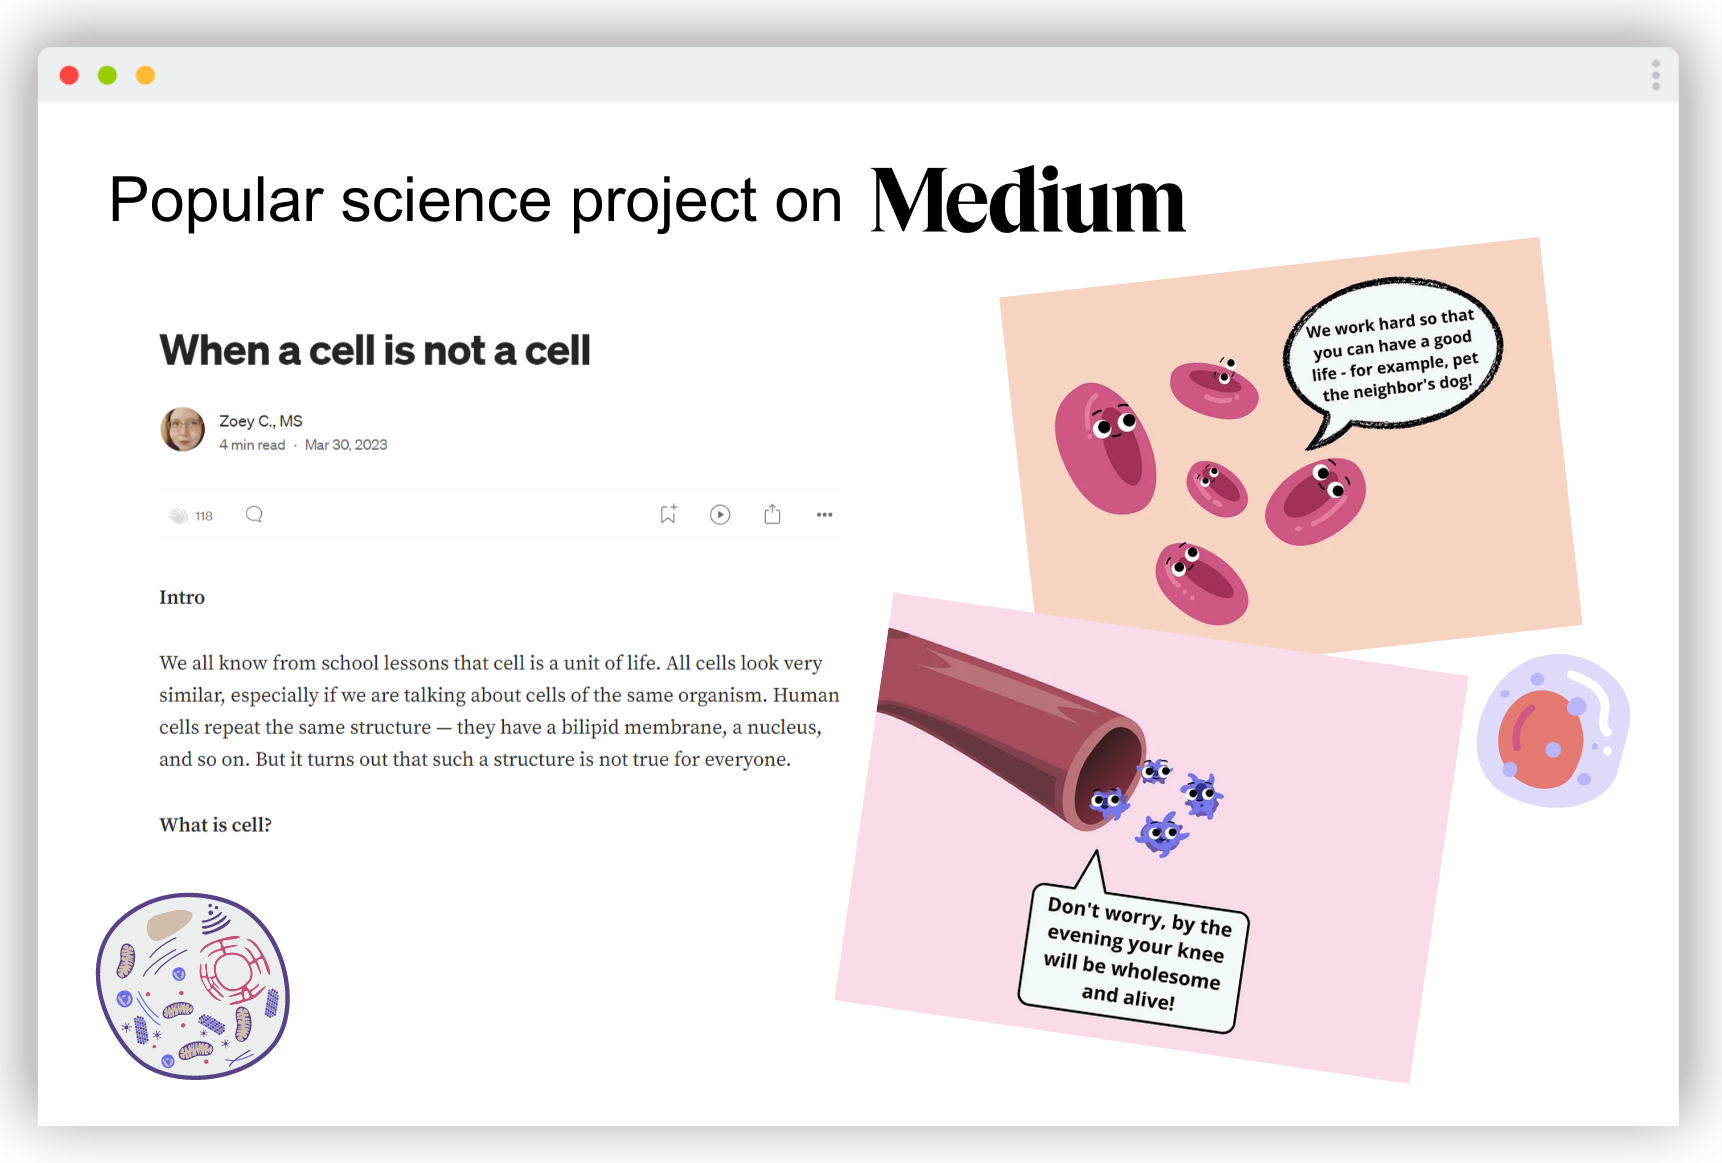 Popular science project on Medium
When a cell is not a cell
Zoey C., MS
4 min read · Mar 30, 2023
118
Intro
We all know from school lessons that cell is a unit of life. All cells look very
similar, especially if we are talking about cells of the same organism. Human
cells repeat the same structure — they have a bilipid membrane, a nucleus,
and so on. But it turns out that such a structure is not true for everyone.
What is cell?
We work hard so that
you can have a good
life - for example, pet
the neighbor's dog!
Don't worry, by the
evening your knee
will be wholesome
and alive!